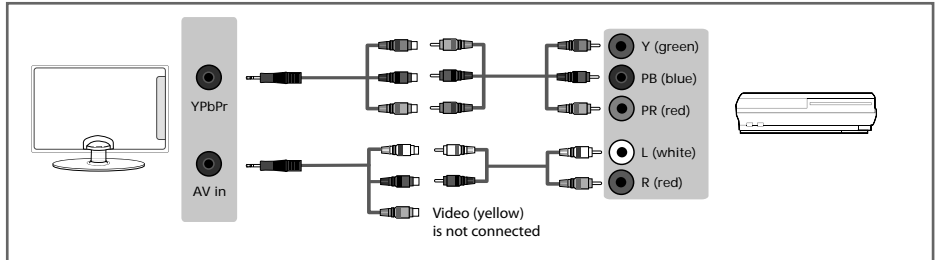 YPbPr
AV in
Y (green)
PB (blue)
PR (red)
L (white)
R (red)
Video (yellow)
is not connected